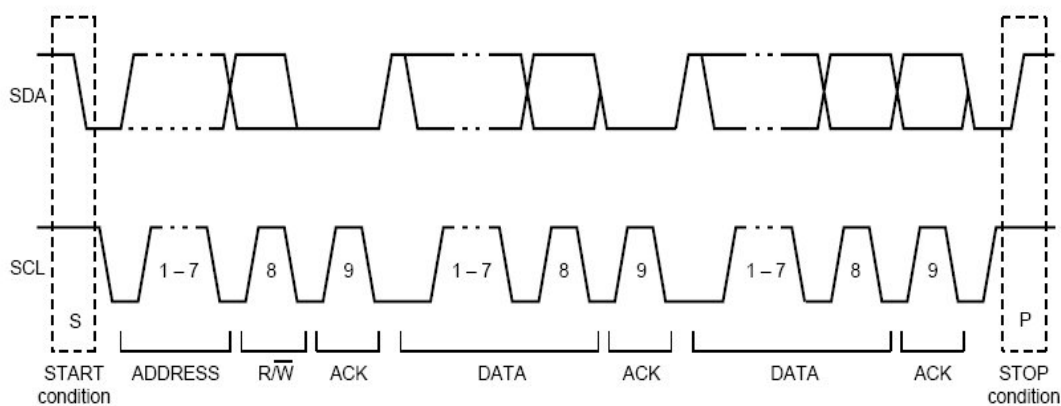 SDA
SCL
1 – 7 8 9 1 – 7 8 9 1 – 7 8 9
S P
START condition ADDRESS R/W̅ ACK DATA ACK DATA ACK STOP condition